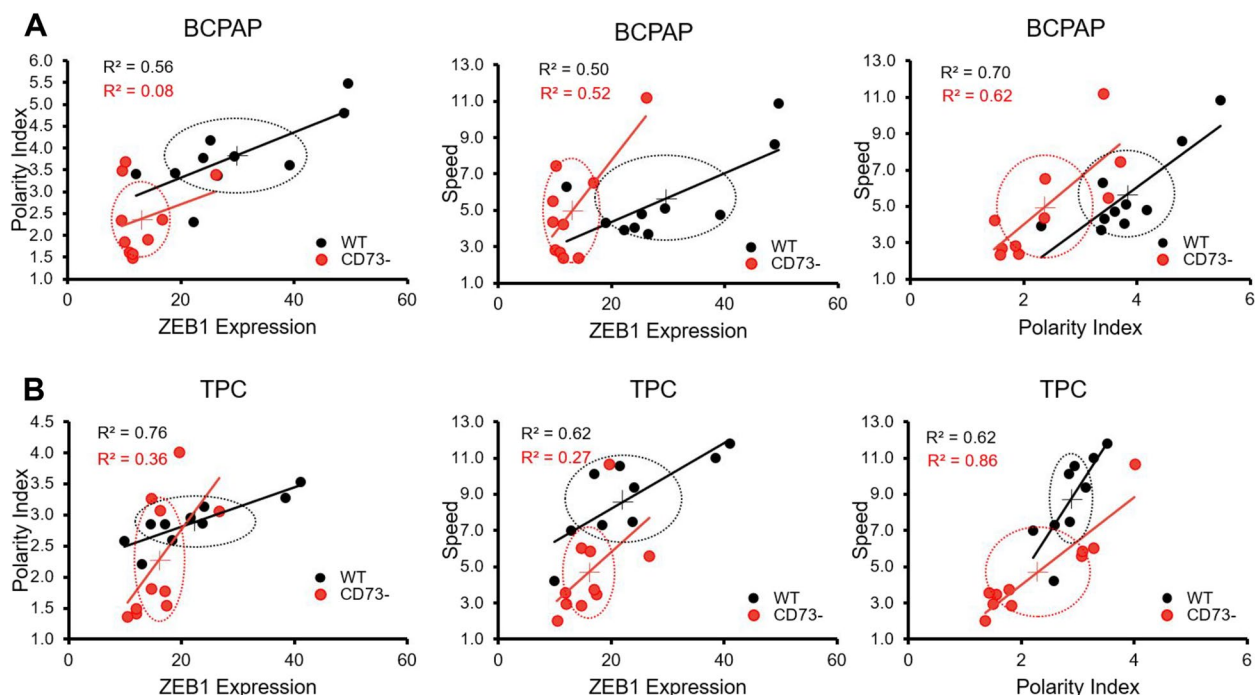 A
BCPAP
Polarity Index
6.0
5.5
5.0
4.5
4.0
3.5
3.0
2.5
2.0
1.5
1.0
R² = 0.56
R² = 0.08
WT
CD73-
0
20
40
60
ZEB1 Expression
BCPAP
Speed
13.0
11.0
9.0
7.0
5.0
3.0
1.0
R² = 0.50
R² = 0.52
WT
CD73-
0
20
40
60
ZEB1 Expression
BCPAP
Speed
13.0
11.0
9.0
7.0
5.0
3.0
1.0
R² = 0.70
R² = 0.62
WT
CD73-
0
2
4
6
Polarity Index
B
TPC
Polarity Index
4.5
4.0
3.5
3.0
2.5
2.0
1.5
1.0
R² = 0.76
R² = 0.36
WT
CD73-
0
20
40
60
ZEB1 Expression
TPC
Speed
13.0
11.0
9.0
7.0
5.0
3.0
1.0
R² = 0.62
R² = 0.27
WT
CD73-
0
20
40
60
ZEB1 Expression
TPC
Speed
13.0
11.0
9.0
7.0
5.0
3.0
1.0
R² = 0.62
R² = 0.86
WT
CD73-
0
2
4
6
Polarity Index